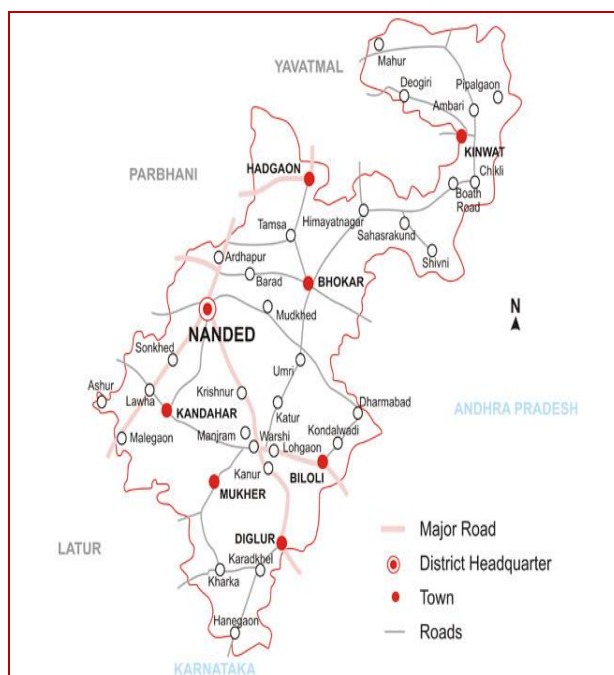 Mahur
YAVATMAL
Deogiri
Pipalgaon
Ambari
KINWAT
HADGAON
PARBHANI
Chikli
Boath
Road
Tamsa
Himayatnagar
Sahasrakund
Ardhapur
Shivni
Barad
BHOKAR
N
Mudkhed
NANDED
Sonkhed
Umri
Ashur
Lawha
Krishnur
Dharmabad
ANDHRA PRADESH
KANDAHAR
Katur
Malegaon
Manjram
Warshi
Kondalwadi
Lohgaon
Kanur
BILOLI
MUKHER
Major Road
DIGLUR
LATUR
District Headquarter
Karadkhel
Kharka
Town
Hanegaon
Roads
KARNATAKA